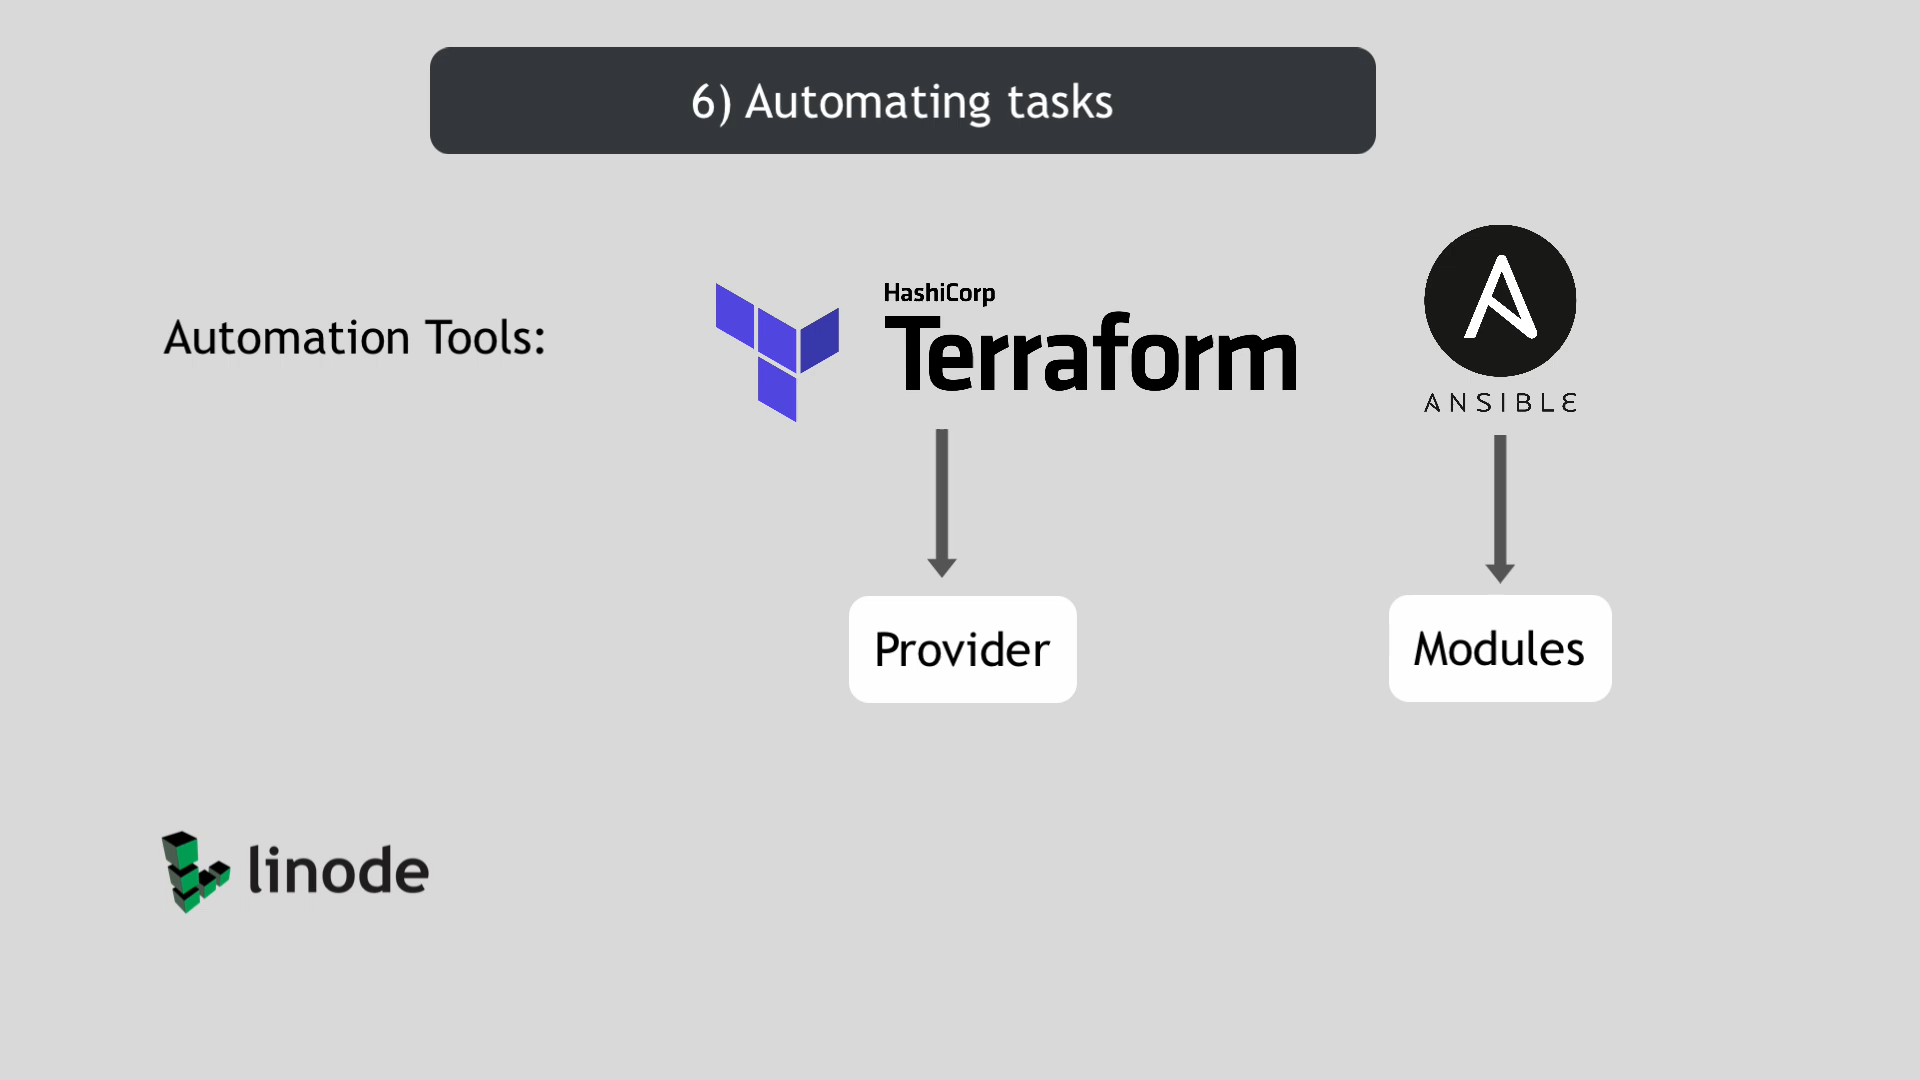 6) Automating tasks
Automation Tools:
HashiCorp
Terraform
ANSIBLE
Provider
Modules
linode